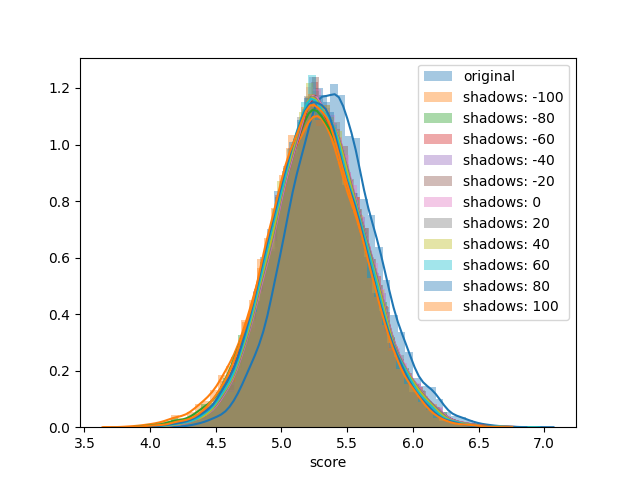 1.2
1.0
0.8
0.6
0.4
0.2
0.0
3.5 4.0 4.5 5.0 5.5 6.0 6.5 7.0
score
original
shadows: -100
shadows: -80
shadows: -60
shadows: -40
shadows: -20
shadows: 0
shadows: 20
shadows: 40
shadows: 60
shadows: 80
shadows: 100